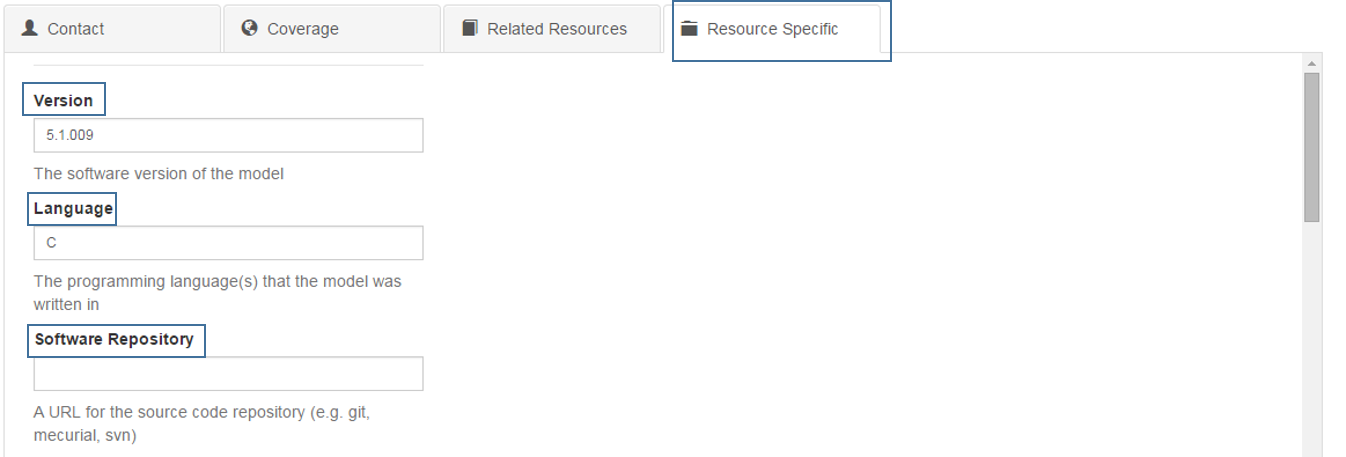 Contact Coverage Related Resources Resource Specific
Version
5.1.009
The software version of the model
Language
C
The programming language(s) that the model was
written in
Software Repository
A URL for the source code repository (e.g. git,
mecurial, svn)